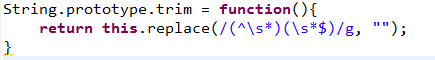 String.prototype.trim = function(){
    return this.replace(/(^\s*)(\s*$)/g, "");
}